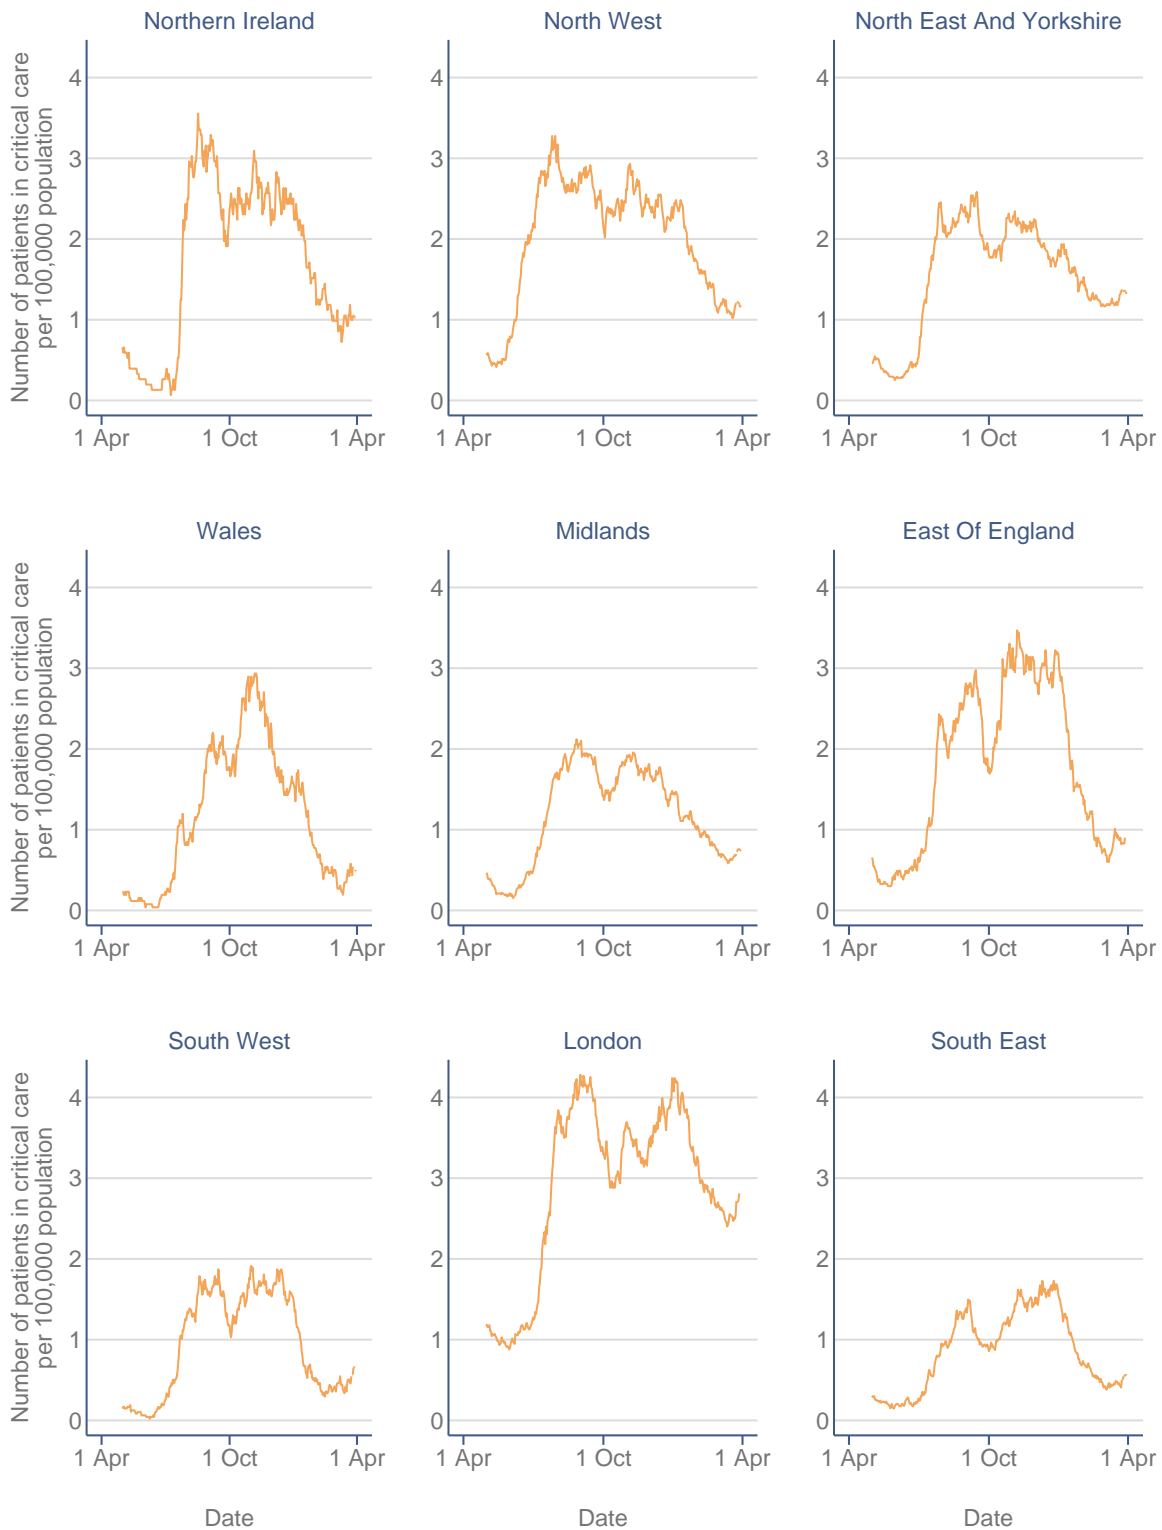 Northern Ireland
North West
North East And Yorkshire
Number of patients in critical care
per 100,000 population
4
3
2
1
0
1 Apr
1 Oct
1 Apr
4
3
2
1
0
1 Apr
1 Oct
1 Apr
4
3
2
1
0
1 Apr
1 Oct
1 Apr
Wales
Midlands
East Of England
Number of patients in critical care
per 100,000 population
4
3
2
1
0
1 Apr
1 Oct
1 Apr
4
3
2
1
0
1 Apr
1 Oct
1 Apr
4
3
2
1
0
1 Apr
1 Oct
1 Apr
South West
London
South East
Number of patients in critical care
per 100,000 population
4
3
2
1
0
1 Apr
1 Oct
1 Apr
Date
4
3
2
1
0
1 Apr
1 Oct
1 Apr
Date
4
3
2
1
0
1 Apr
1 Oct
1 Apr
Date